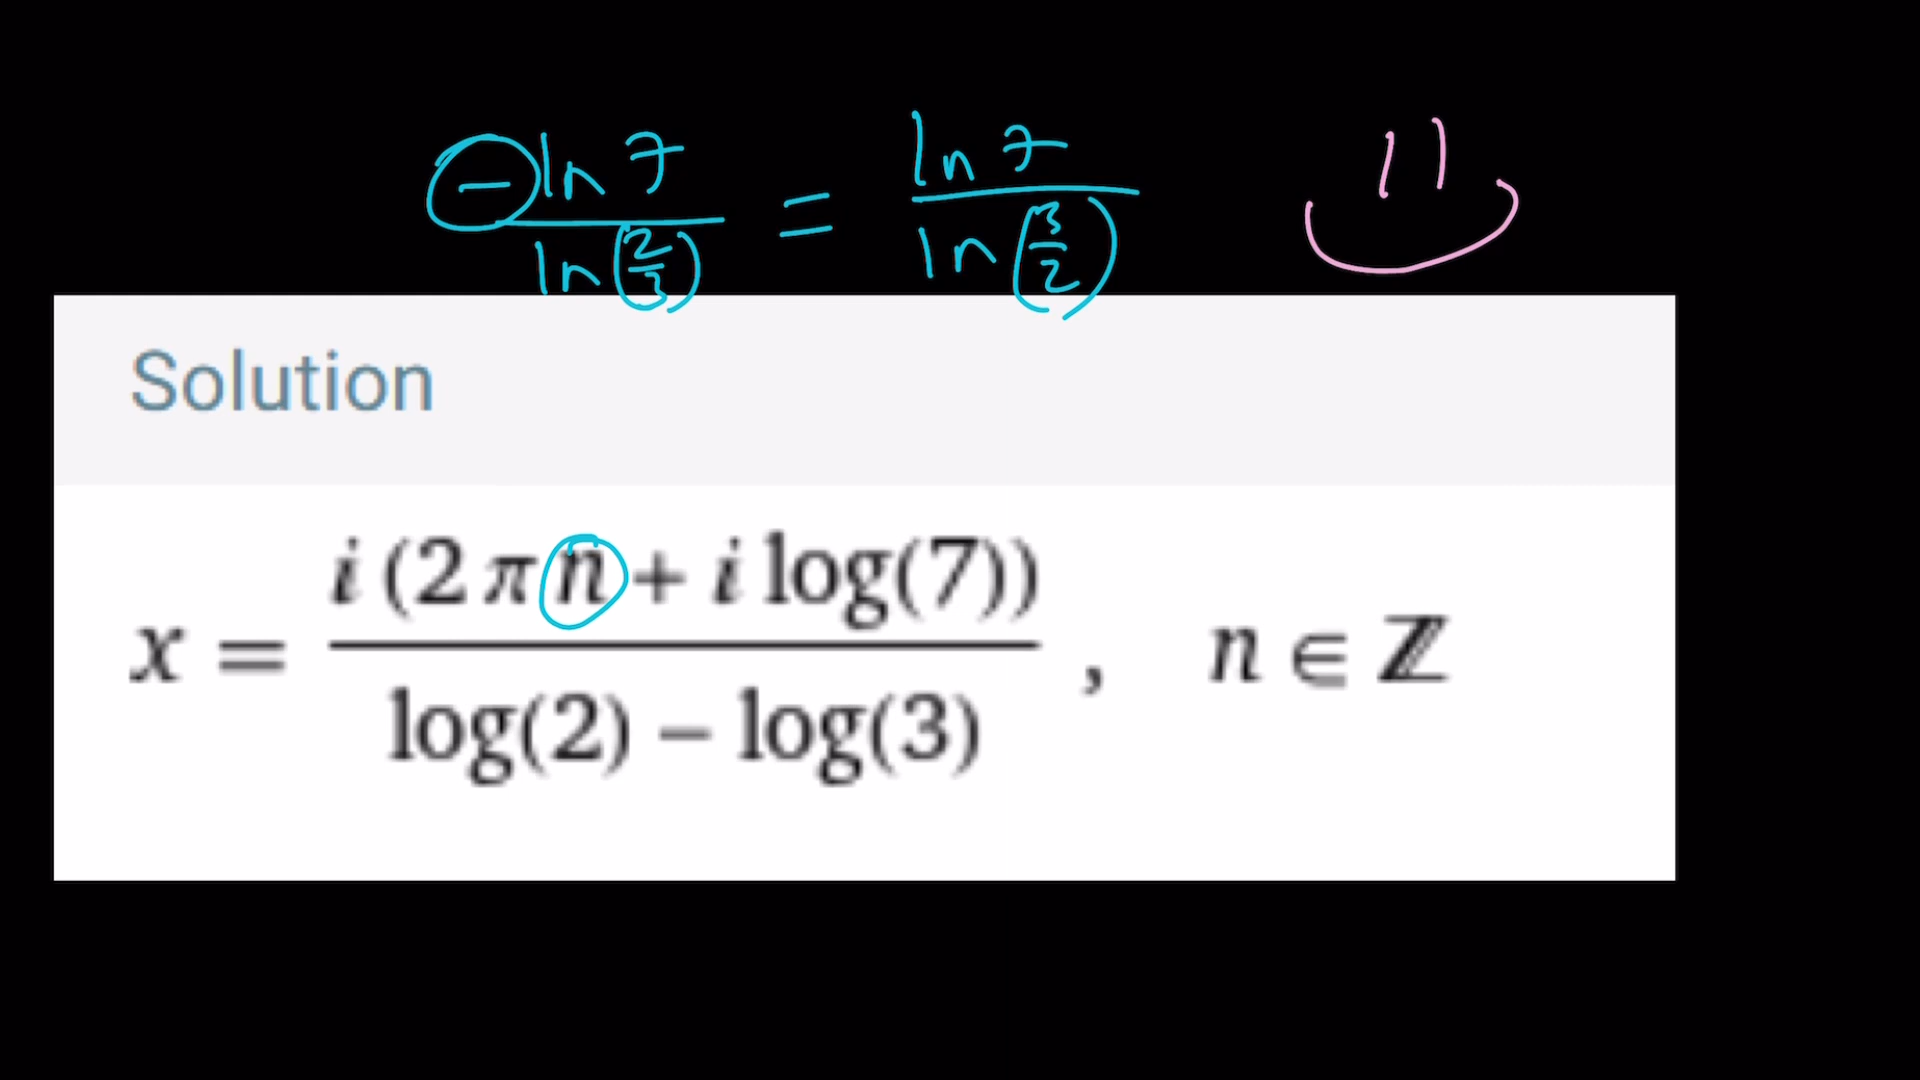 -ln 7 / ln(2/3) = ln 7 / ln(3/2)
Solution
x = i (2 π n + i log(7)) / log(2) – log(3) , n ∈ ℤ